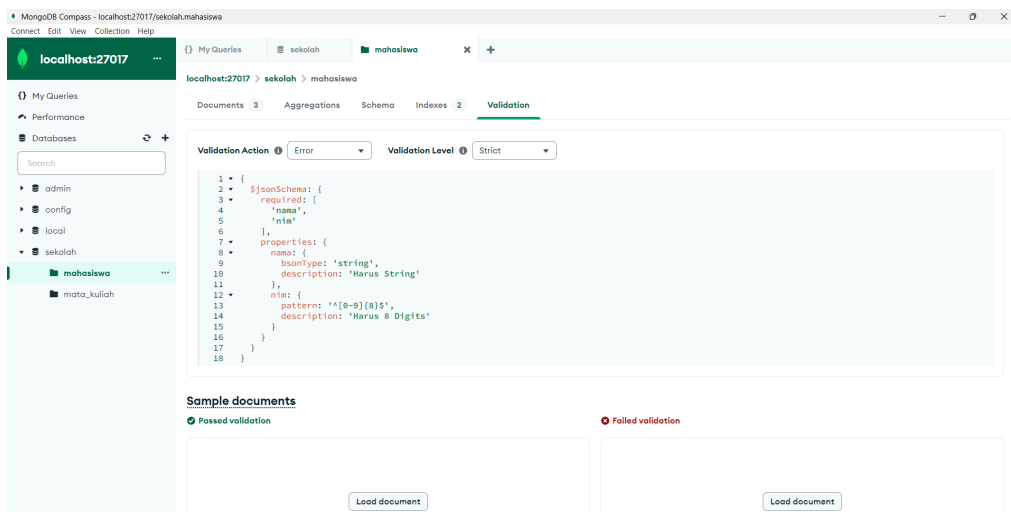 MongoDB Compass - localhost:27017/sekolah.mahasiswa
Connect Edit View Collection Help
localhost:27017 ...
{} My Queries
Performance
Databases
Search
admin
config
local
sekolah
mahasiswa ...
mata_kuliah
{} My Queries sekolah mahasiswa
localhost:27017 > sekolah > mahasiswa
Documents 3 Aggregations Schema Indexes 2 Validation
Validation Action Error Validation Level Strict
1 {
2 $jsonSchema: {
3 required: [
4 'nama',
5 'nim'
6 ],
7 properties: {
8 nama: {
9 bsonType: 'string',
10 description: 'Harus String'
11 },
12 nim: {
13 pattern: '^[0-9]{8}$',
14 description: 'Harus 8 Digits'
15 }
16 }
17 }
18 }
Sample documents
Passed validation Failed validation
Load document Load document